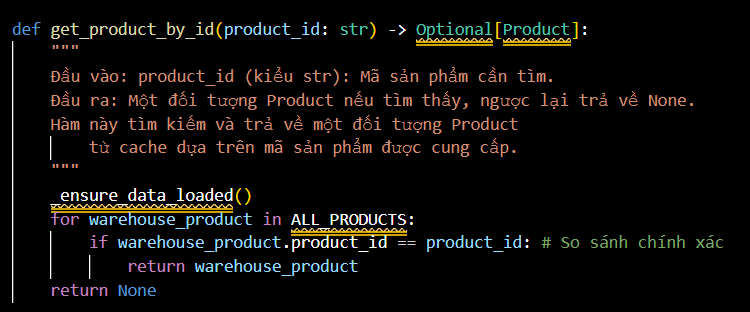 def get_product_by_id(product_id: str) -> Optional[Product]:
    """
    Đầu vào: product_id (kiểu str): Mã sản phẩm cần tìm.
    Đầu ra: Một đối tượng Product nếu tìm thấy, ngược lại trả về None.
    Hàm này tìm kiếm và trả về một đối tượng Product
        từ cache dựa trên mã sản phẩm được cung cấp.
    """
    _ensure_data_loaded()
    for warehouse_product in ALL_PRODUCTS:
        if warehouse_product.product_id == product_id: # So sánh chính xác
            return warehouse_product
    return None